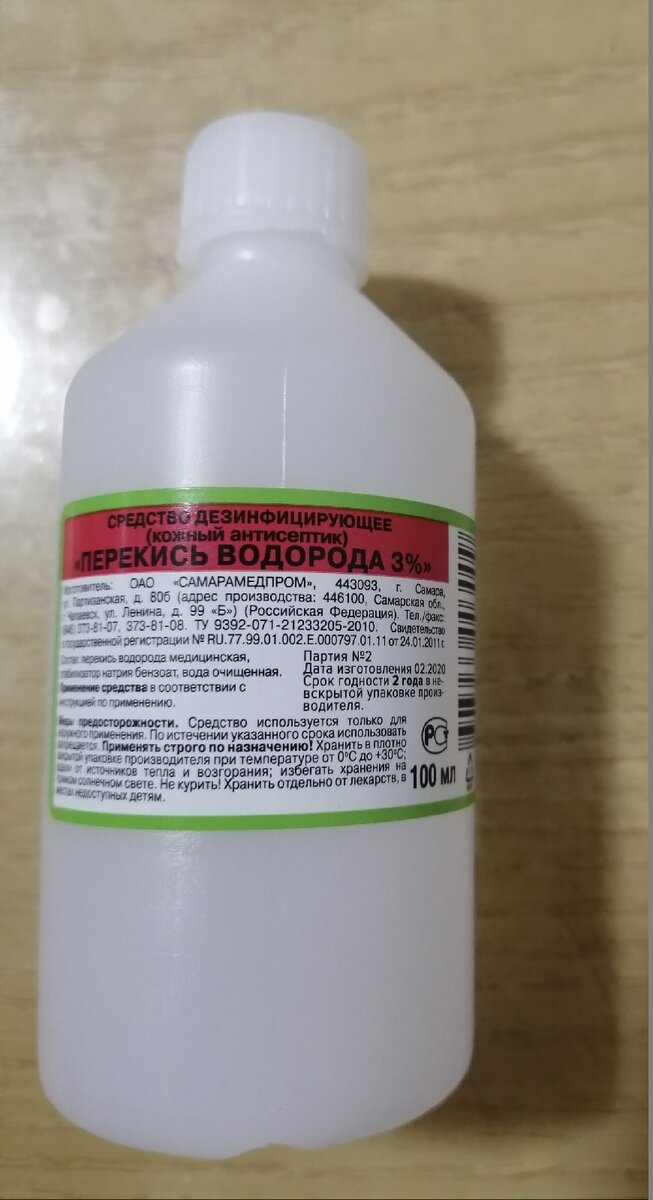 СРЕДСТВО ДЕЗИНФИЦИРУЮЩЕЕ
(кожный антисептик)
«ПЕРЕКИСЬ ВОДОРОДА 3%»
Изготовитель: ОАО «САМАРАМЕДПРОМ», 443093, г. Самара,
ул. Партизанская, д. 80б (адрес производства: 446100, Самарская обл.,
г. Чапаевск, ул. Ленина, д. 99 «Б») (Российская Федерация). Тел./факс:
(846) 373-81-07, 373-81-08. ТУ 9392-071-21233205-2010. Свидетельство
о государственной регистрации № RU.77.99.01.002.Е.000797.01.11 от 24.01.2011 г.
Состав: перекись водорода медицинская,
стабилизатор натрия бензоат, вода очищенная.
Применение средства в соответствии с
инструкцией по применению.
Партия №2
Дата изготовления 02.2020
Срок годности 2 года в не-
вскрытой упаковке произ-
водителя.
Меры предосторожности. Средство используется только для
наружного применения. По истечении указанного срока использовать
запрещается. Применять строго по назначению! Хранить в плотно
закрытой упаковке производителя при температуре от 0°С до +30°С;
вдали от источников тепла и возгорания; избегать хранения на
прямом солнечном свете. Не курить! Хранить отдельно от лекарств, в
местах недоступных детям.
РСТ
100 мл